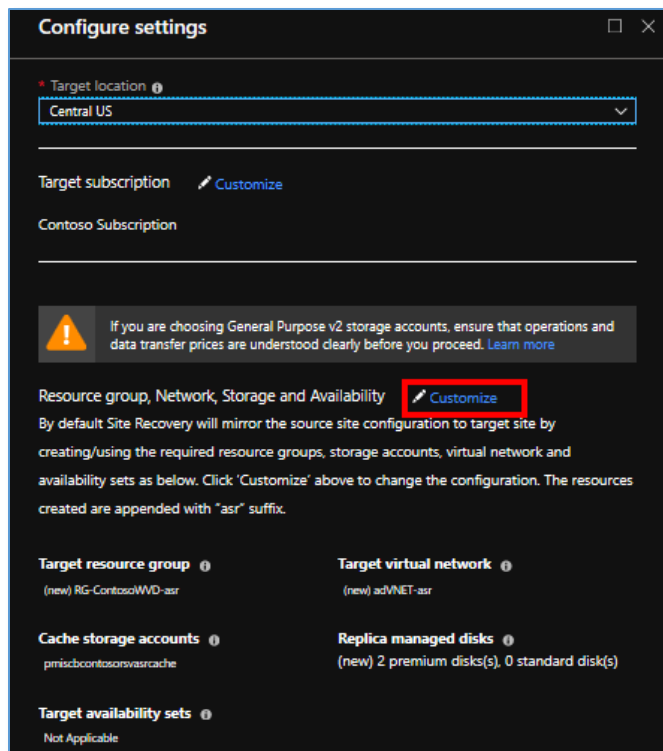 Configure settings
* Target location
Central US
Target subscription Customize
Contoso Subscription
If you are choosing General Purpose v2 storage accounts, ensure that operations and
data transfer prices are understood clearly before you proceed. Learn more
Resource group, Network, Storage and Availability Customize
By default Site Recovery will mirror the source site configuration to target site by
creating/using the required resource groups, storage accounts, virtual network and
availability sets as below. Click 'Customize' above to change the configuration. The resources
created are appended with "asr" suffix.
Target resource group Target virtual network
(new) RG-ContosoWVD-asr (new) adVNET-asr
Cache storage accounts Replica managed disks
pmiscbcontosorsvasrcache (new) 2 premium disks(s), 0 standard disk(s)
Target availability sets
Not Applicable